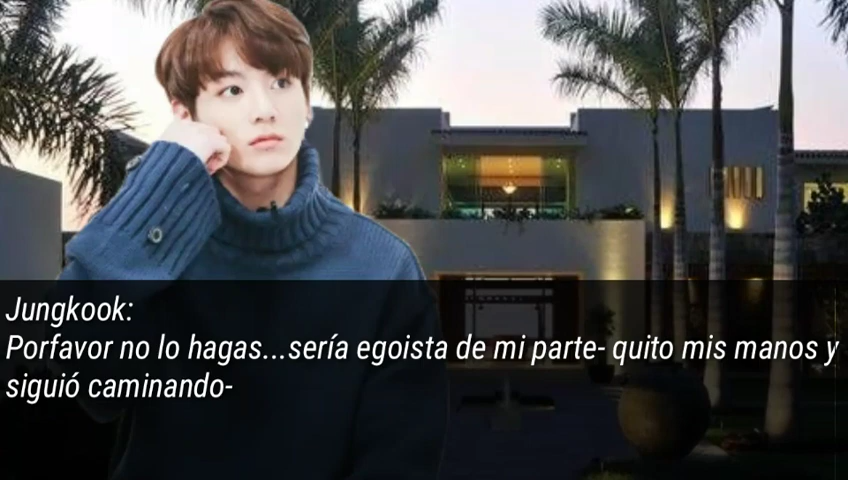 Jungkook:
Porfavor no lo hagas...sería egoista de mi parte- quito mis manos y
siguió caminando-